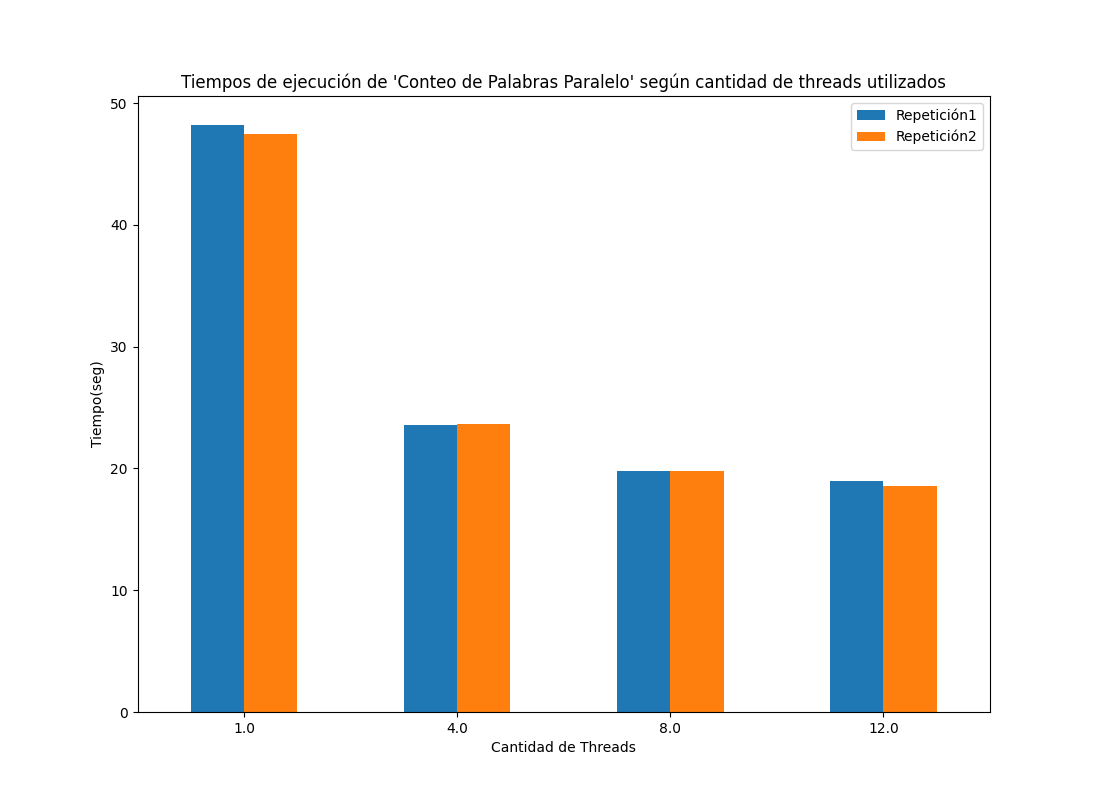 Tiempos de ejecución de 'Conteo de Palabras Paralelo' según cantidad de threads utilizados
Repetición1
Repetición2
50
40
30
20
10
0
Tiempo(seg)
1.0 4.0 8.0 12.0
Cantidad de Threads